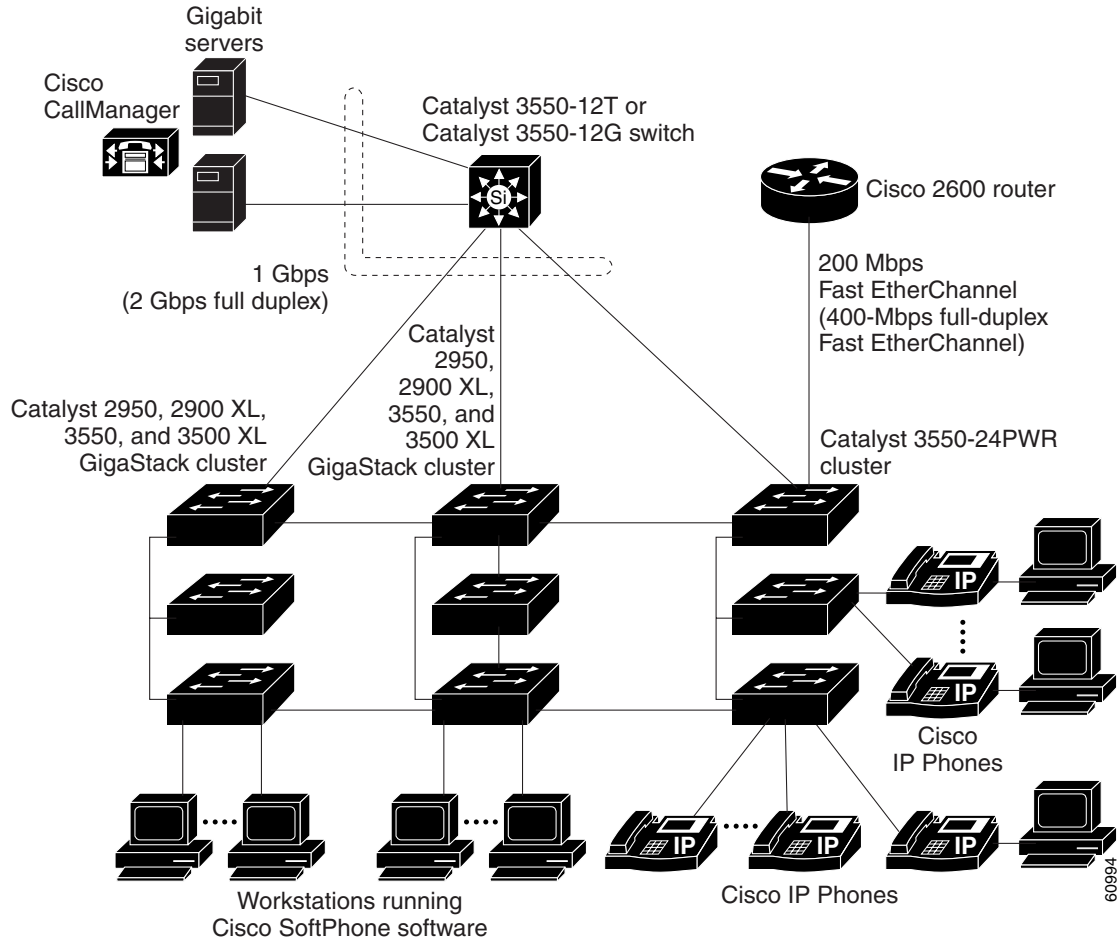 Gigabit
servers
Cisco
CallManager
Catalyst 3550-12T or
Catalyst 3550-12G switch
Si
Cisco 2600 router
1 Gbps
(2 Gbps full duplex)
200 Mbps
Fast EtherChannel
(400-Mbps full-duplex
Fast EtherChannel)
Catalyst 2950, 2900 XL,
3550, and 3500 XL
GigaStack cluster
Catalyst
2950,
2900 XL,
3550, and
3500 XL
GigaStack cluster
Catalyst 3550-24PWR
cluster
IP
IP
Cisco
IP Phones
IP
IP
IP
Workstations running
Cisco SoftPhone software
Cisco IP Phones
60994